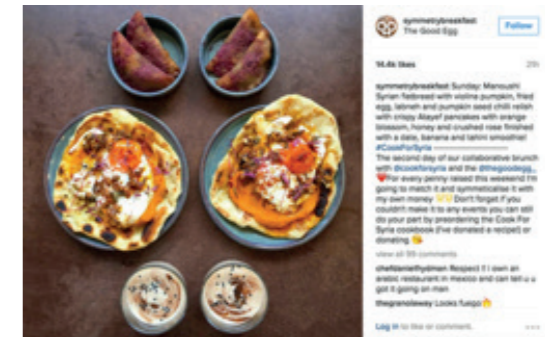 symmetrybreakfast
The Good Egg
Follow
14.4k likes
21h
symmetrybreakfast Sunday: Manoushi
Syrian flatbread with violina pumpkin, fried
egg, labneh and pumpkin seed chilli relish
with crispy Atayef pancakes with orange
blossom, honey and crushed rose finished
with a date, banana and tahini smoothie!
#CookForSyria
The second day of our collaborative brunch
with @cookforsyria and the @thegoodegg_
❤️For every penny raised this weekend I'm
going to match it and symmeticalise it with
my own money Don't forget if you
couldn't make it to any events you can still
do your part by preordering the Cook For
Syria cookbook (I've donated a recipe) or
donating
view all 99 comments
chefdanielhydman Respect !! I own an
arabic restaurant in mexico and can tell u u
got it going on man
thegranolaway Looks fuego
Log in to like or comment.